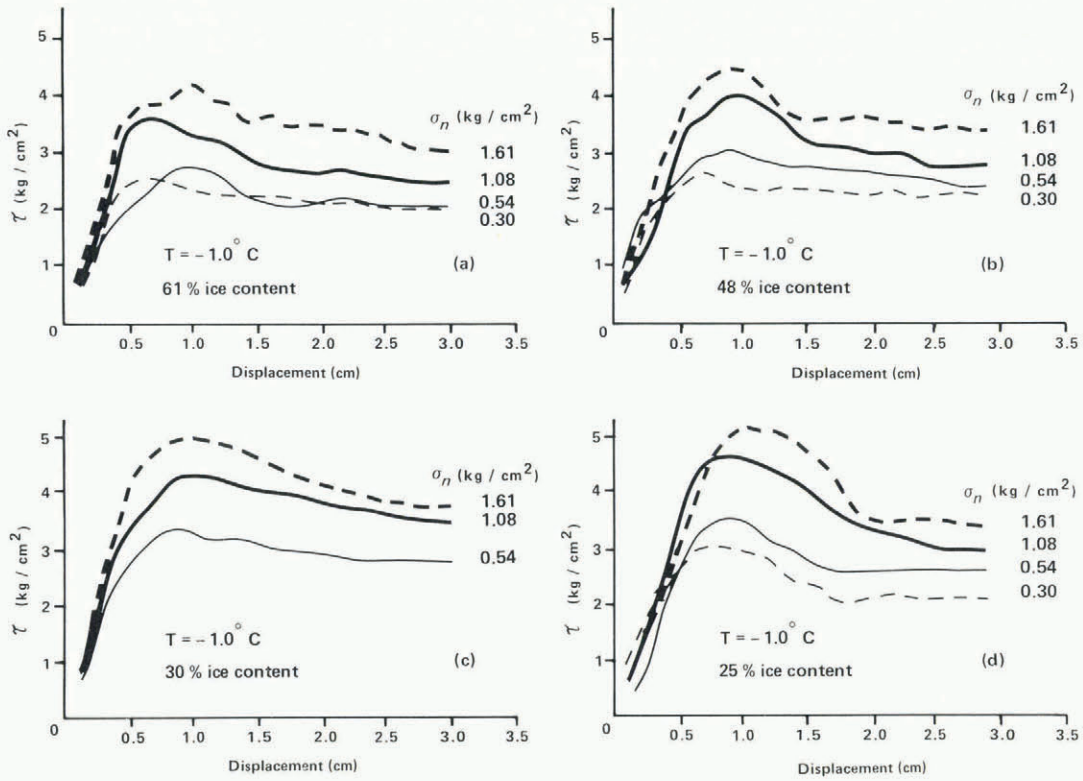 5
4
3
2
1
0
τ (kg / cm²)
σn (kg / cm²)
1.61
1.08
0.54
0.30
T = – 1.0° C
61 % ice content
(a)
0.5 1.0 1.5 2.0 2.5 3.0 3.5
Displacement (cm)
5
4
3
2
1
0
τ (kg / cm²)
σn (kg / cm²)
1.61
1.08
0.54
0.30
T = – 1.0° C
48 % ice content
(b)
0.5 1.0 1.5 2.0 2.5 3.0 3.5
Displacement (cm)
5
4
3
2
1
0
τ (kg / cm²)
σn (kg / cm²)
1.61
1.08
0.54
T = – 1.0° C
30 % ice content
(c)
0.5 1.0 1.5 2.0 2.5 3.0 3.5
Displacement (cm)
5
4
3
2
1
0
τ (kg / cm²)
σn (kg / cm²)
1.61
1.08
0.54
0.30
T = – 1.0° C
25 % ice content
(d)
0.5 1.0 1.5 2.0 2.5 3.0 3.5
Displacement (cm)